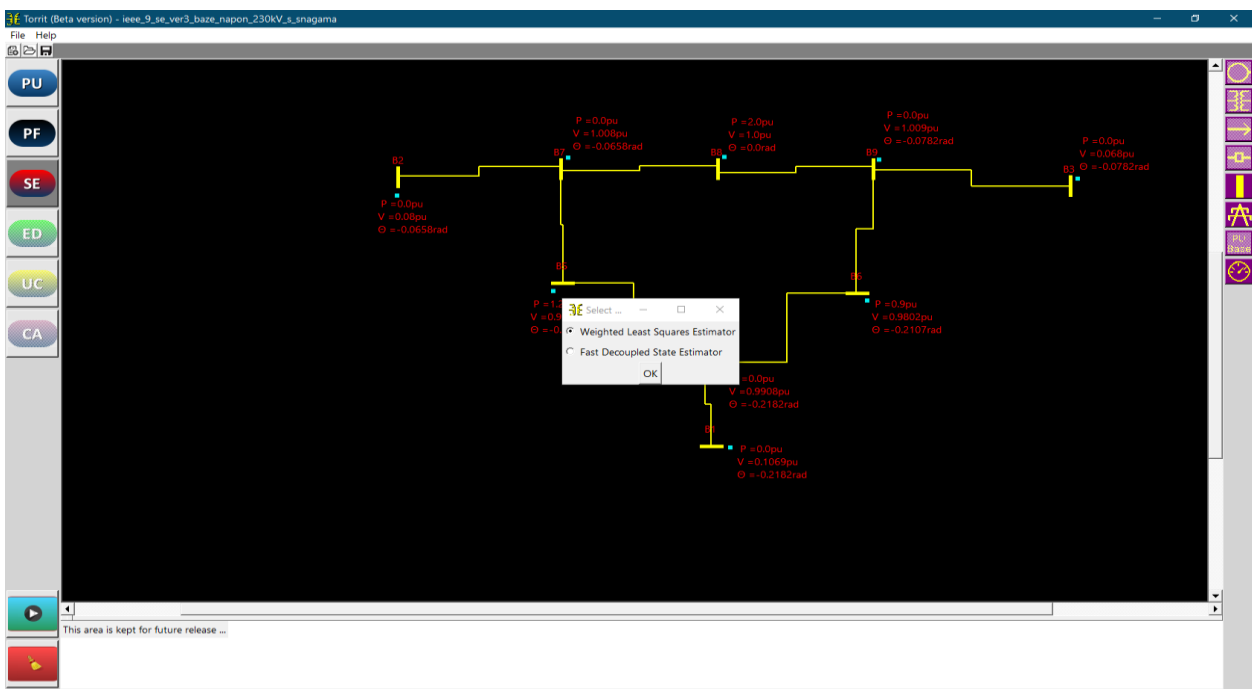 Torrit (Beta version) - ieee_9_se_ver3_baze_napon_230kV_s_snagama
File Help
PU
PF
SE
ED
UC
CA
P =0.0pu
V =1.008pu
Θ =-0.0658rad
B7
P =2.0pu
V =1.0pu
Θ =0.0rad
B8
P =0.0pu
V =1.009pu
Θ =-0.0782rad
B9
P =0.0pu
V =0.068pu
Θ =-0.0782rad
B3
B2
P =0.0pu
V =0.08pu
Θ =-0.0658rad
B5
P =1.
V =0.9
Θ =-0
B6
P =0.9pu
V =0.9802pu
Θ =-0.2107rad
Select ...
Weighted Least Squares Estimator
Fast Decoupled State Estimator
OK
=0.0pu
V =0.9908pu
Θ =-0.2182rad
P =0.0pu
V =0.1069pu
Θ =-0.2182rad
PU
Base
This area is kept for future release ...